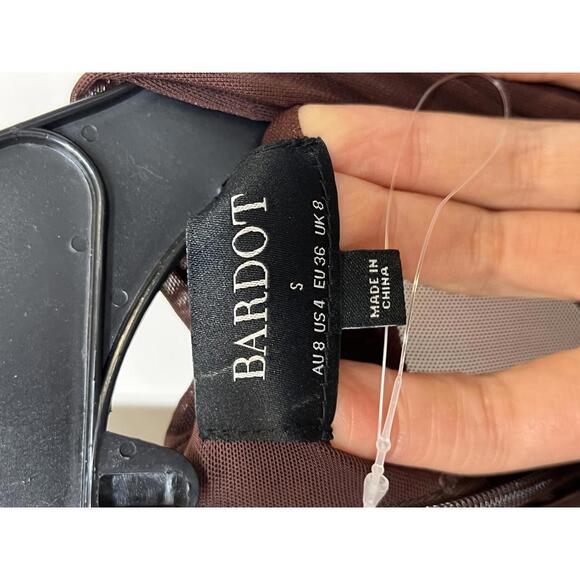 BARDOT
S
AU 8 US 4 EU 36 UK 8
MADE IN
CHINA